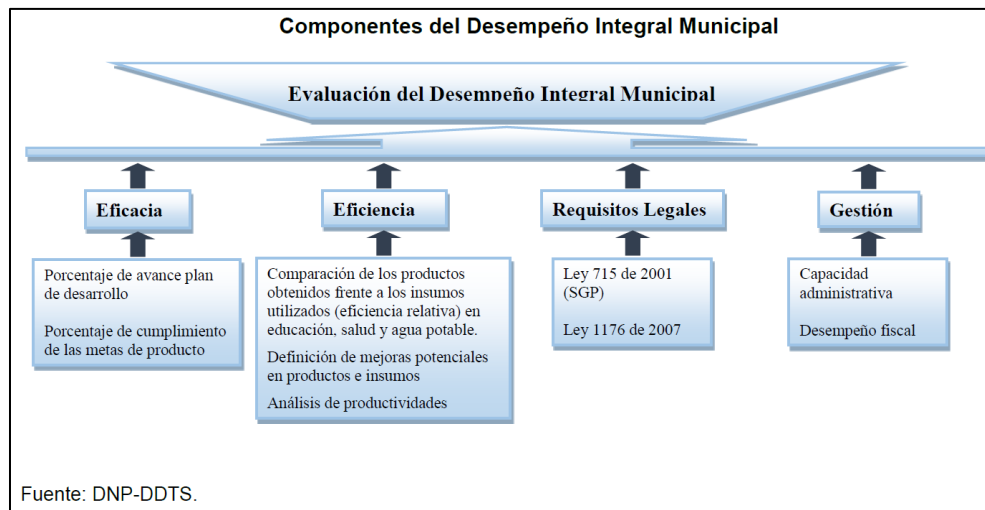 Componentes del Desempeño Integral Municipal
Evaluación del Desempeño Integral Municipal
Eficacia
Eficiencia
Requisitos Legales
Gestión
Porcentaje de avance plan
de desarrollo
Porcentaje de cumplimiento
de las metas de producto
Comparación de los productos
obtenidos frente a los insumos
utilizados (eficiencia relativa) en
educación, salud y agua potable.
Definición de mejoras potenciales
en productos e insumos
Análisis de productividades
Ley 715 de 2001
(SGP)
Ley 1176 de 2007
Capacidad
administrativa
Desempeño fiscal
Fuente: DNP-DDTS.